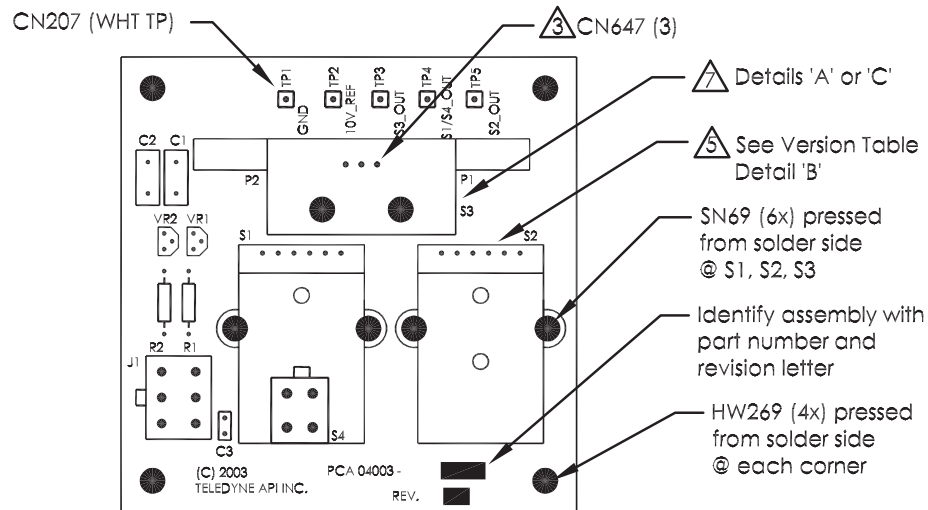 CN207 (WHT TP)
3 CN647 (3)
7 Details 'A' or 'C'
TP1
TP2
TP3
TP4
TP5
GND
10V_REF
S3_OUT
S1/S4_OUT
S2_OUT
5 See Version Table
Detail 'B'
C2
C1
P2
P1
S3
VR2
VR1
S1
S2
SN69 (6x) pressed
from solder side
@ S1, S2, S3
Identify assembly with
part number and
revision letter
J1
R2
R1
S4
C3
HW269 (4x) pressed
from solder side
@ each corner
(C) 2003
TELEDYNE API INC.
PCA 04003 -
REV.